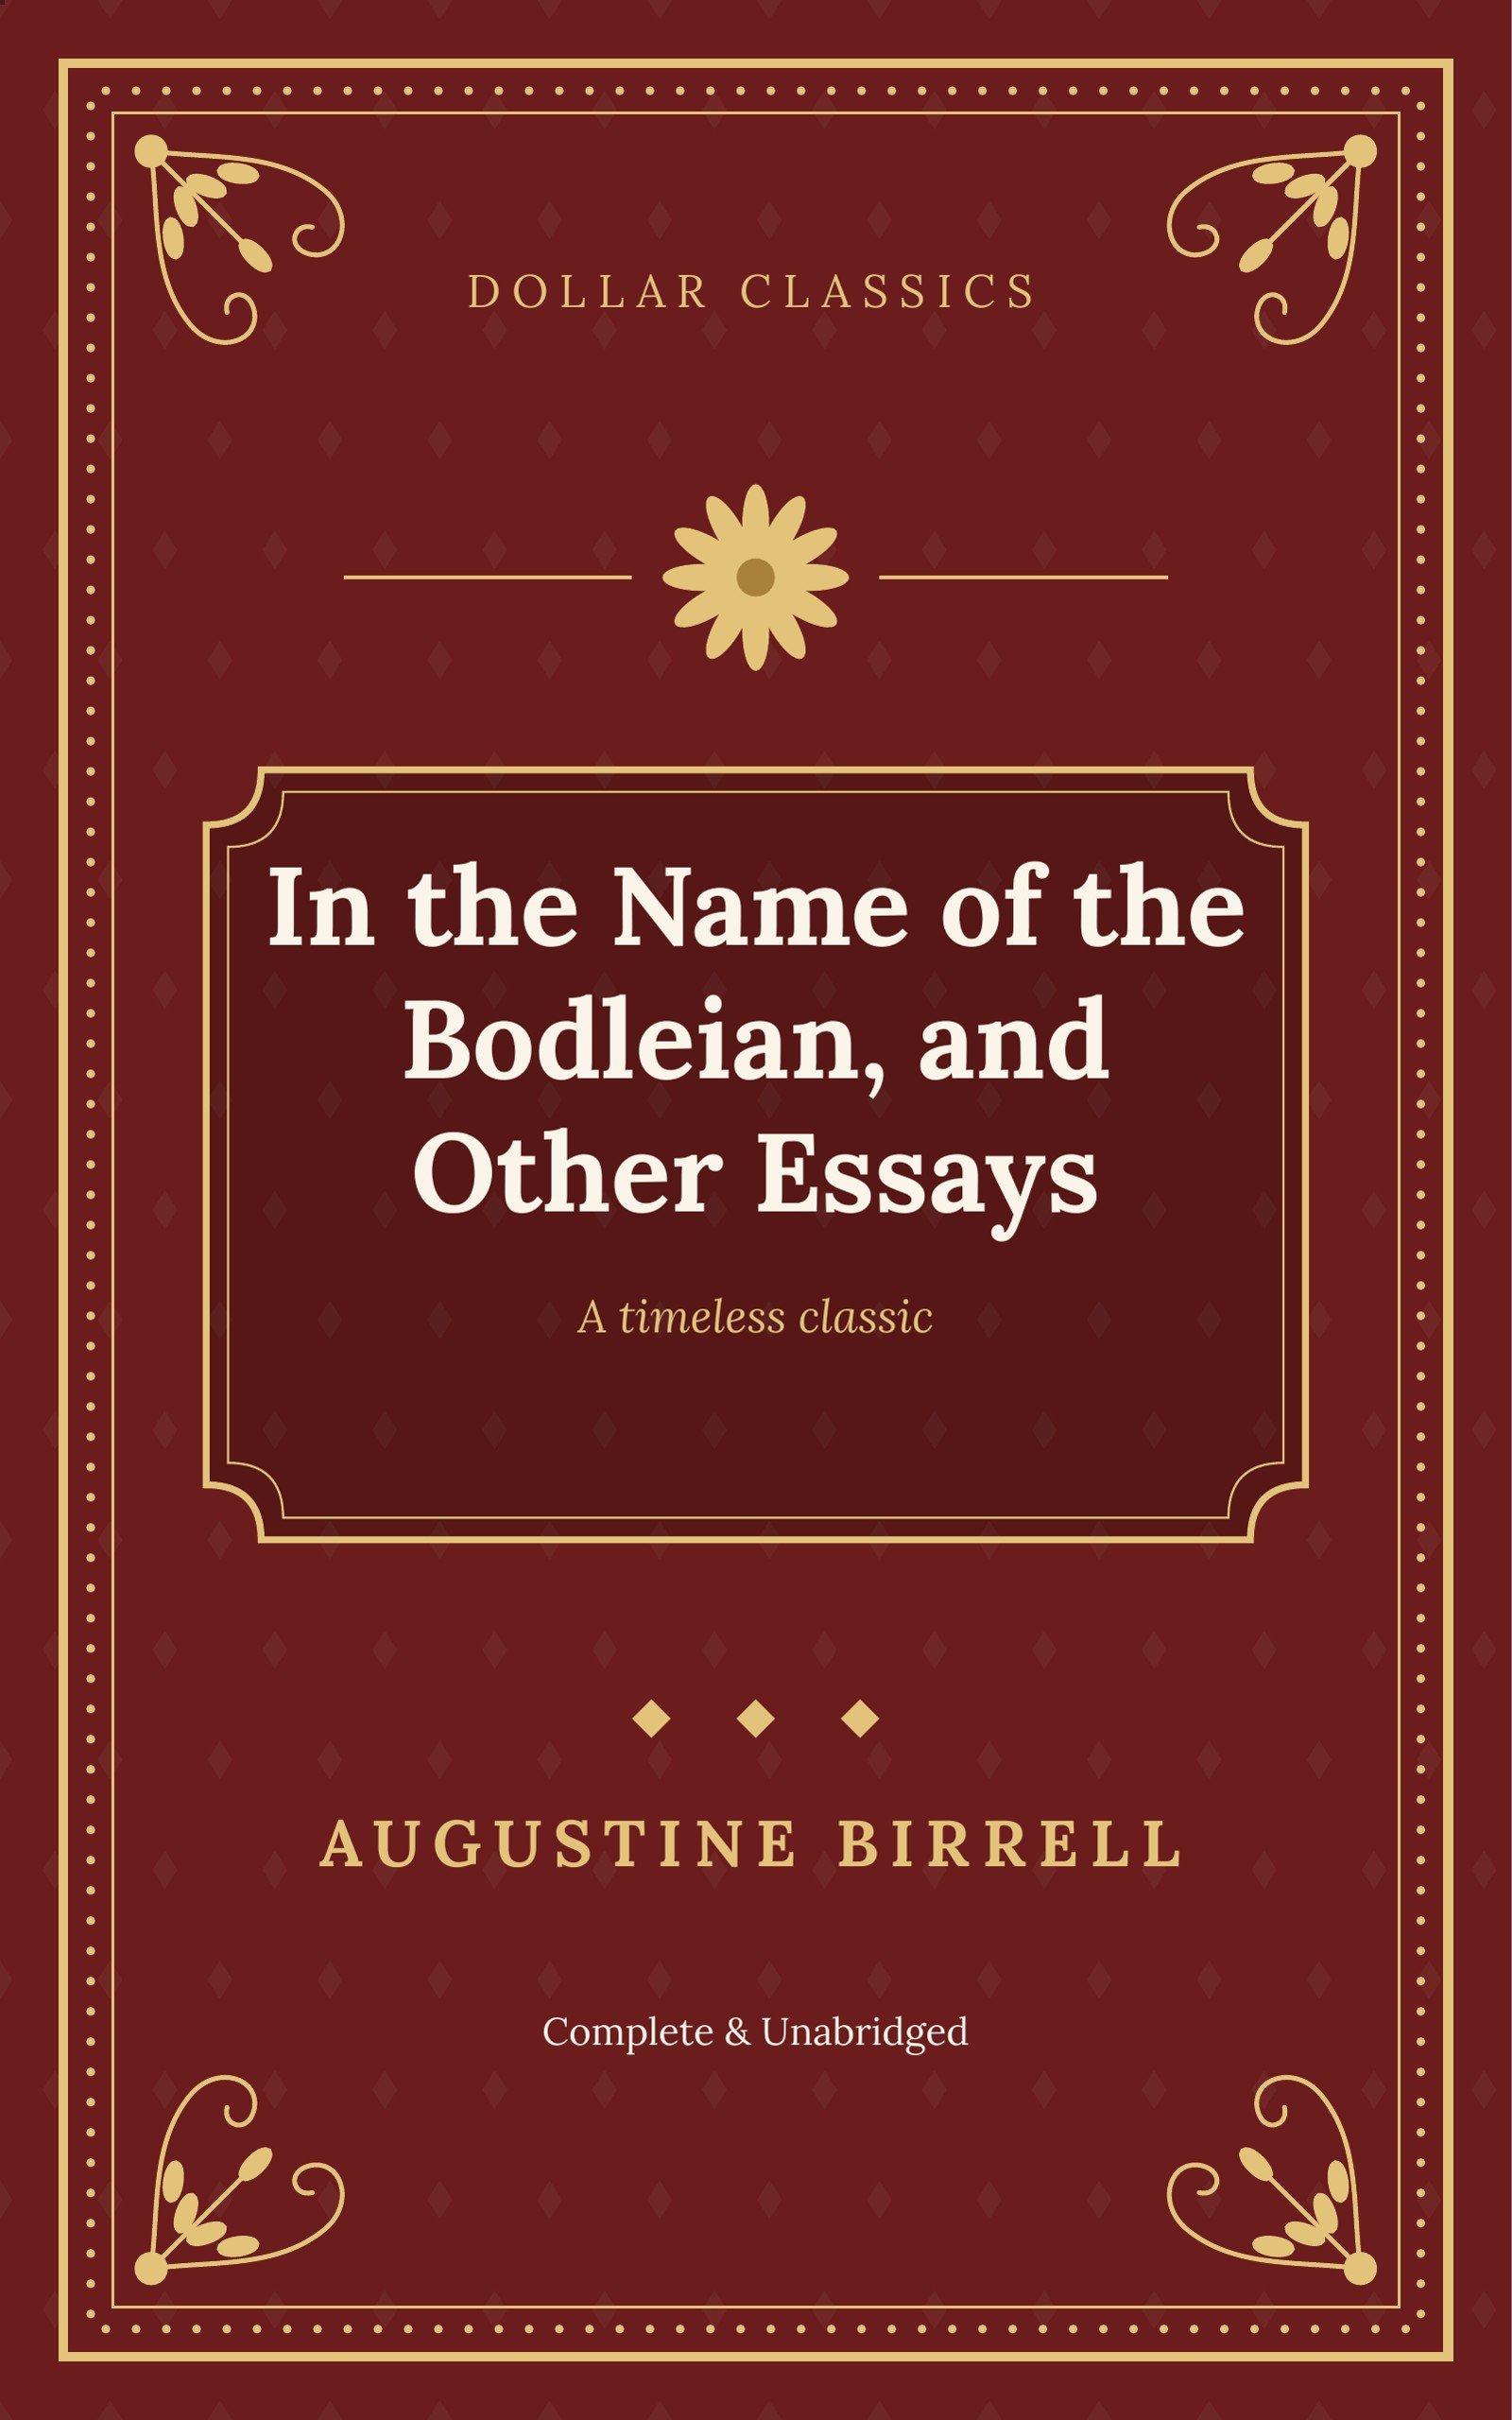 DOLLAR CLASSICS
In the Name of the
Bodleian, and
Other Essays
A timeless classic
AUGUSTINE BIRRELL
Complete & Unabridged